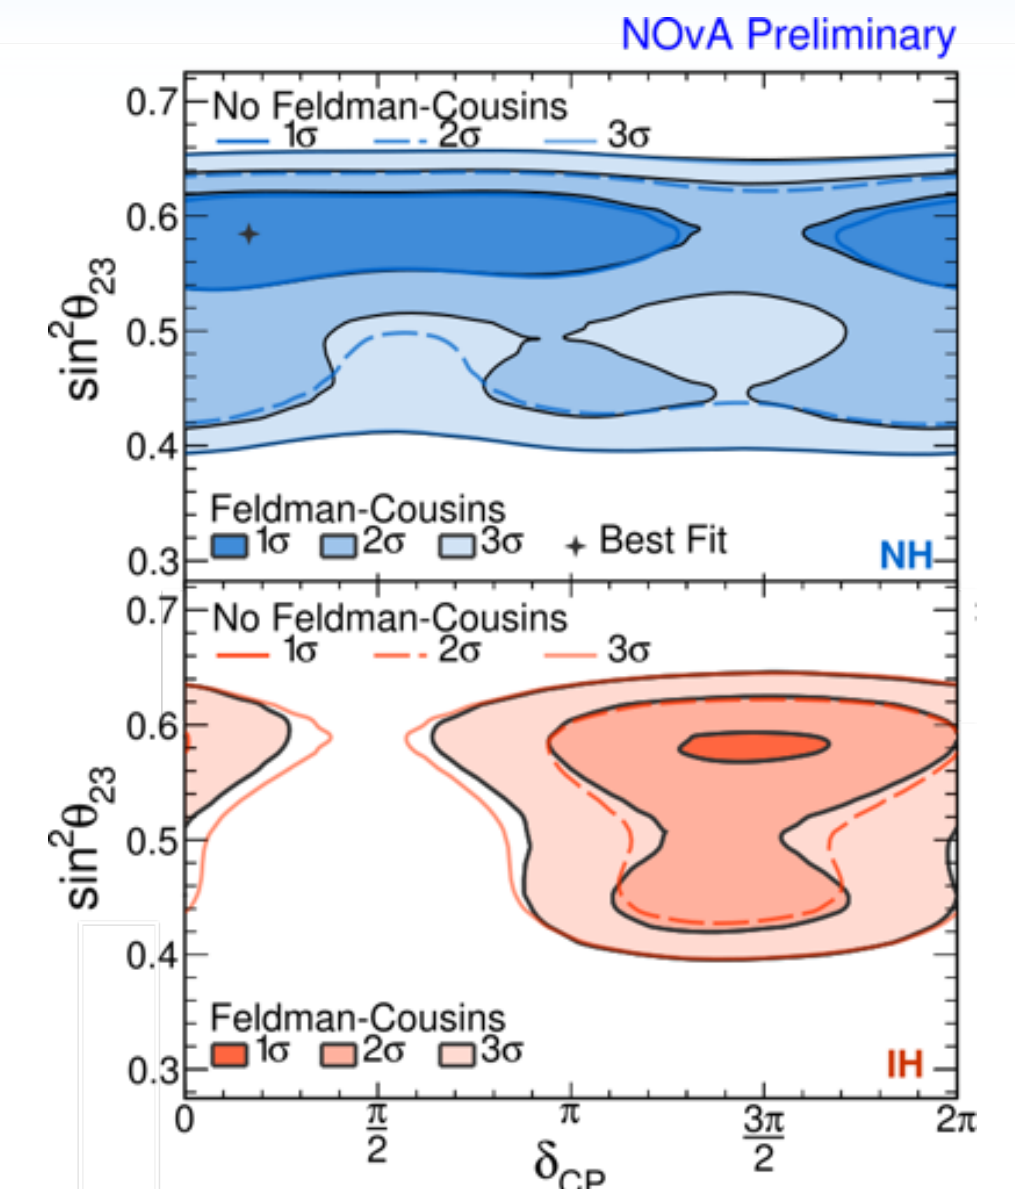 NOvA Preliminary
0.7
No Feldman-Cousins
1σ 2σ 3σ
0.6
sin²θ₂₃
0.5
0.4
Feldman-Cousins
1σ 2σ 3σ Best Fit
NH
0.3
0.7
No Feldman-Cousins
1σ 2σ 3σ
0.6
sin²θ₂₃
0.5
0.4
Feldman-Cousins
1σ 2σ 3σ
IH
0.3
0 π/2 π 3π/2 2π
δCP